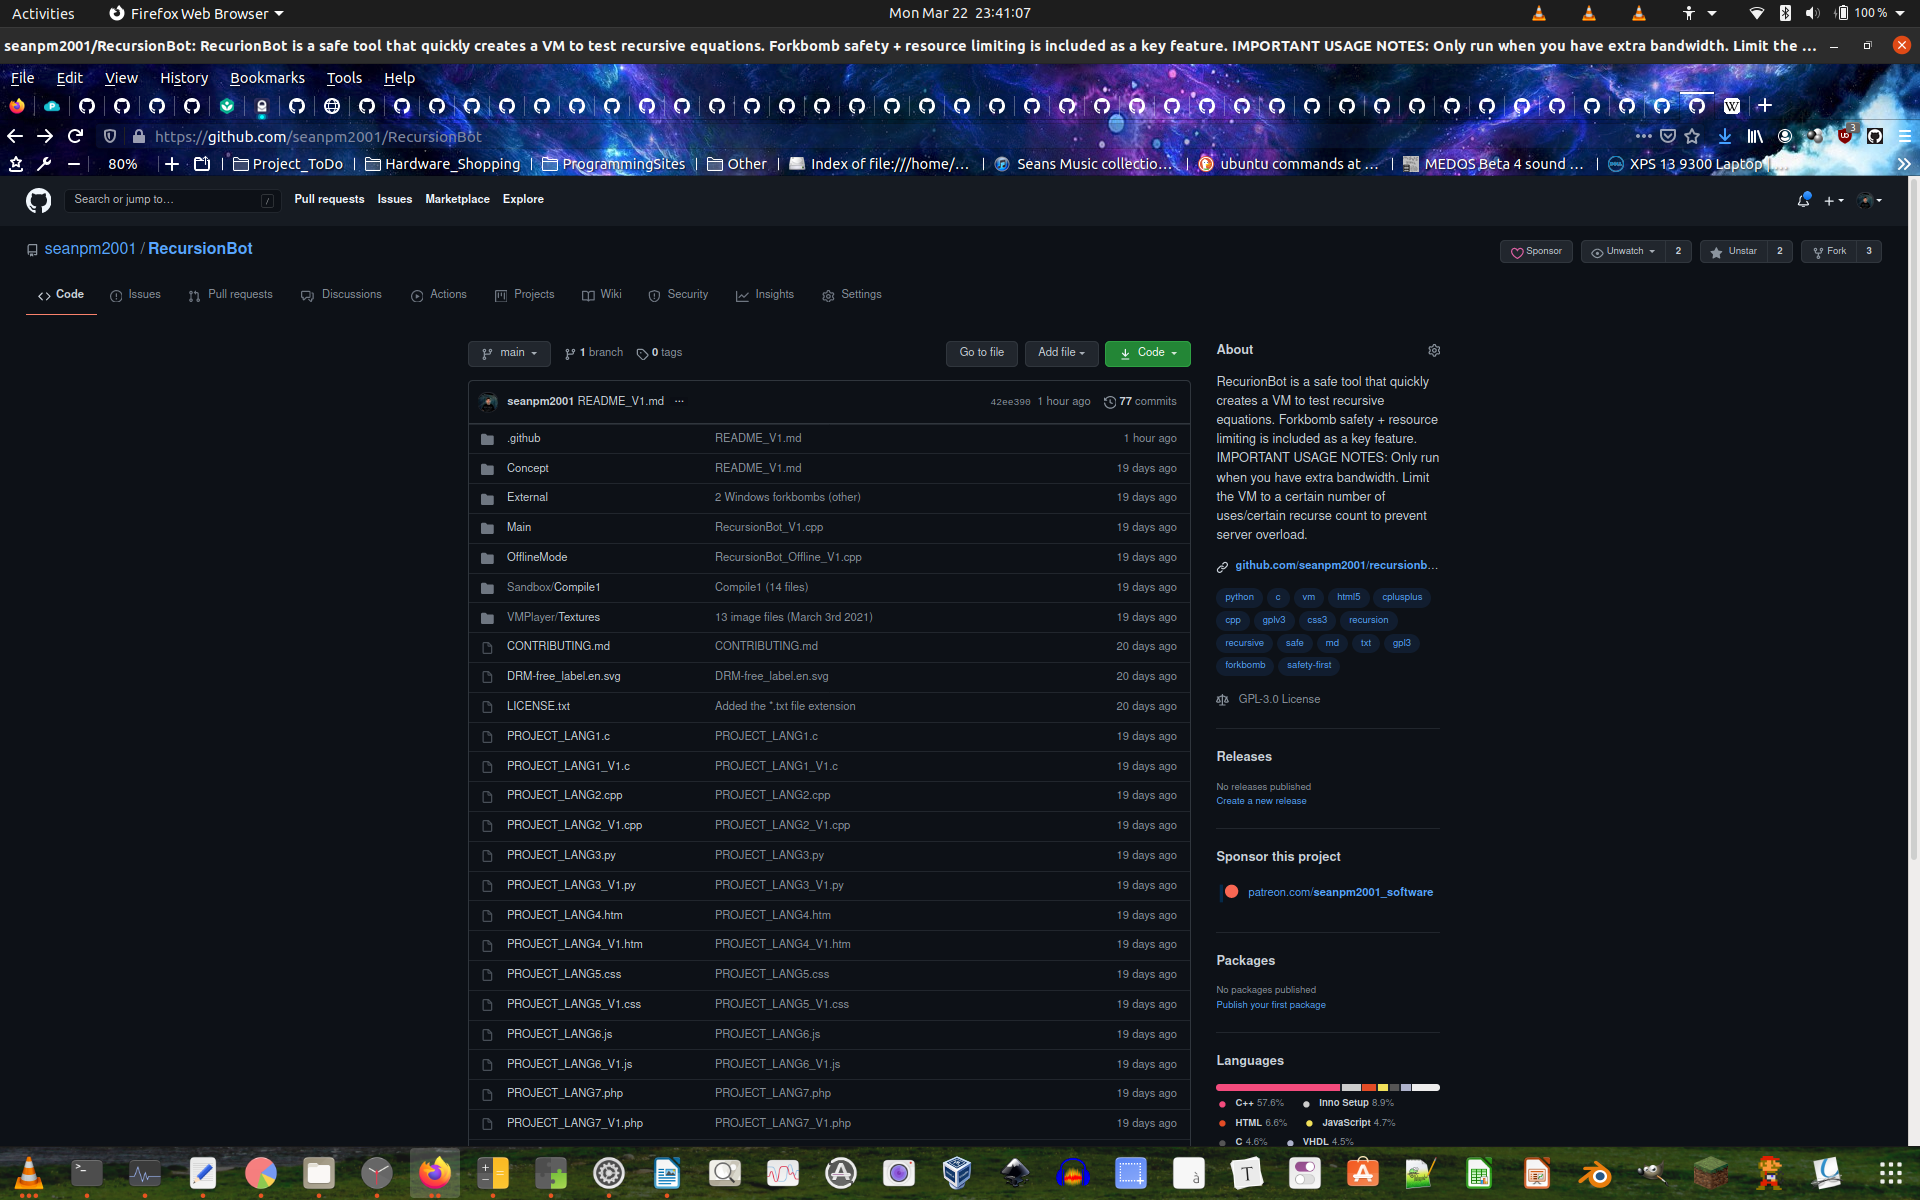 Activities
Firefox Web Browser
Mon Mar 22 23:41:07
100 %
seanpm2001/RecursionBot: RecurionBot is a safe tool that quickly creates a VM to test recursive equations. Forkbomb safety + resource limiting is included as a key feature. IMPORTANT USAGE NOTES: Only run when you have extra bandwidth. Limit the ...
File Edit View History Bookmarks Tools Help
https://github.com/seanpm2001/RecursionBot
3
80%
Project_ToDo
Hardware_Shopping
ProgrammingSites
Other
Index of file:///home/...
Seans Music collectio...
ubuntu commands at ...
MEDOS Beta 4 sound ...
XPS 13 9300 Laptop
Search or jump to... /
Pull requests Issues Marketplace Explore
seanpm2001 / RecursionBot
Sponsor
Unwatch 2
Unstar 2
Fork 3
Code Issues Pull requests Discussions Actions Projects Wiki Security Insights Settings
main 1 branch 0 tags
Go to file Add file Code
seanpm2001 README_V1.md ... 42ee390 1 hour ago 77 commits
.github README_V1.md 1 hour ago
Concept README_V1.md 19 days ago
External 2 Windows forkbombs (other) 19 days ago
Main RecursionBot_V1.cpp 19 days ago
OfflineMode RecursionBot_Offline_V1.cpp 19 days ago
Sandbox/Compile1 Compile1 (14 files) 19 days ago
VMPlayer/Textures 13 image files (March 3rd 2021) 19 days ago
CONTRIBUTING.md CONTRIBUTING.md 20 days ago
DRM-free_label.en.svg DRM-free_label.en.svg 20 days ago
LICENSE.txt Added the *.txt file extension 20 days ago
PROJECT_LANG1.c PROJECT_LANG1.c 19 days ago
PROJECT_LANG1_V1.c PROJECT_LANG1_V1.c 19 days ago
PROJECT_LANG2.cpp PROJECT_LANG2.cpp 19 days ago
PROJECT_LANG2_V1.cpp PROJECT_LANG2_V1.cpp 19 days ago
PROJECT_LANG3.py PROJECT_LANG3.py 19 days ago
PROJECT_LANG3_V1.py PROJECT_LANG3_V1.py 19 days ago
PROJECT_LANG4.htm PROJECT_LANG4.htm 19 days ago
PROJECT_LANG4_V1.htm PROJECT_LANG4_V1.htm 19 days ago
PROJECT_LANG5.css PROJECT_LANG5.css 19 days ago
PROJECT_LANG5_V1.css PROJECT_LANG5_V1.css 19 days ago
PROJECT_LANG6.js PROJECT_LANG6.js 19 days ago
PROJECT_LANG6_V1.js PROJECT_LANG6_V1.js 19 days ago
PROJECT_LANG7.php PROJECT_LANG7.php 19 days ago
PROJECT_LANG7_V1.php PROJECT_LANG7_V1.php 19 days ago
About
RecurionBot is a safe tool that quickly
creates a VM to test recursive
equations. Forkbomb safety + resource
limiting is included as a key feature.
IMPORTANT USAGE NOTES: Only run
when you have extra bandwidth. Limit
the VM to a certain number of
uses/certain recurse count to prevent
server overload.
github.com/seanpm2001/recursionb...
python c vm html5 cplusplus
cpp gplv3 css3 recursion
recursive safe md txt gpl3
forkbomb safety-first
GPL-3.0 License
Releases
No releases published
Create a new release
Sponsor this project
patreon.com/seanpm2001_software
Packages
No packages published
Publish your first package
Languages
C++ 57.6% Inno Setup 8.9%
HTML 6.6% JavaScript 4.7%
C 4.6% VHDL 4.5%